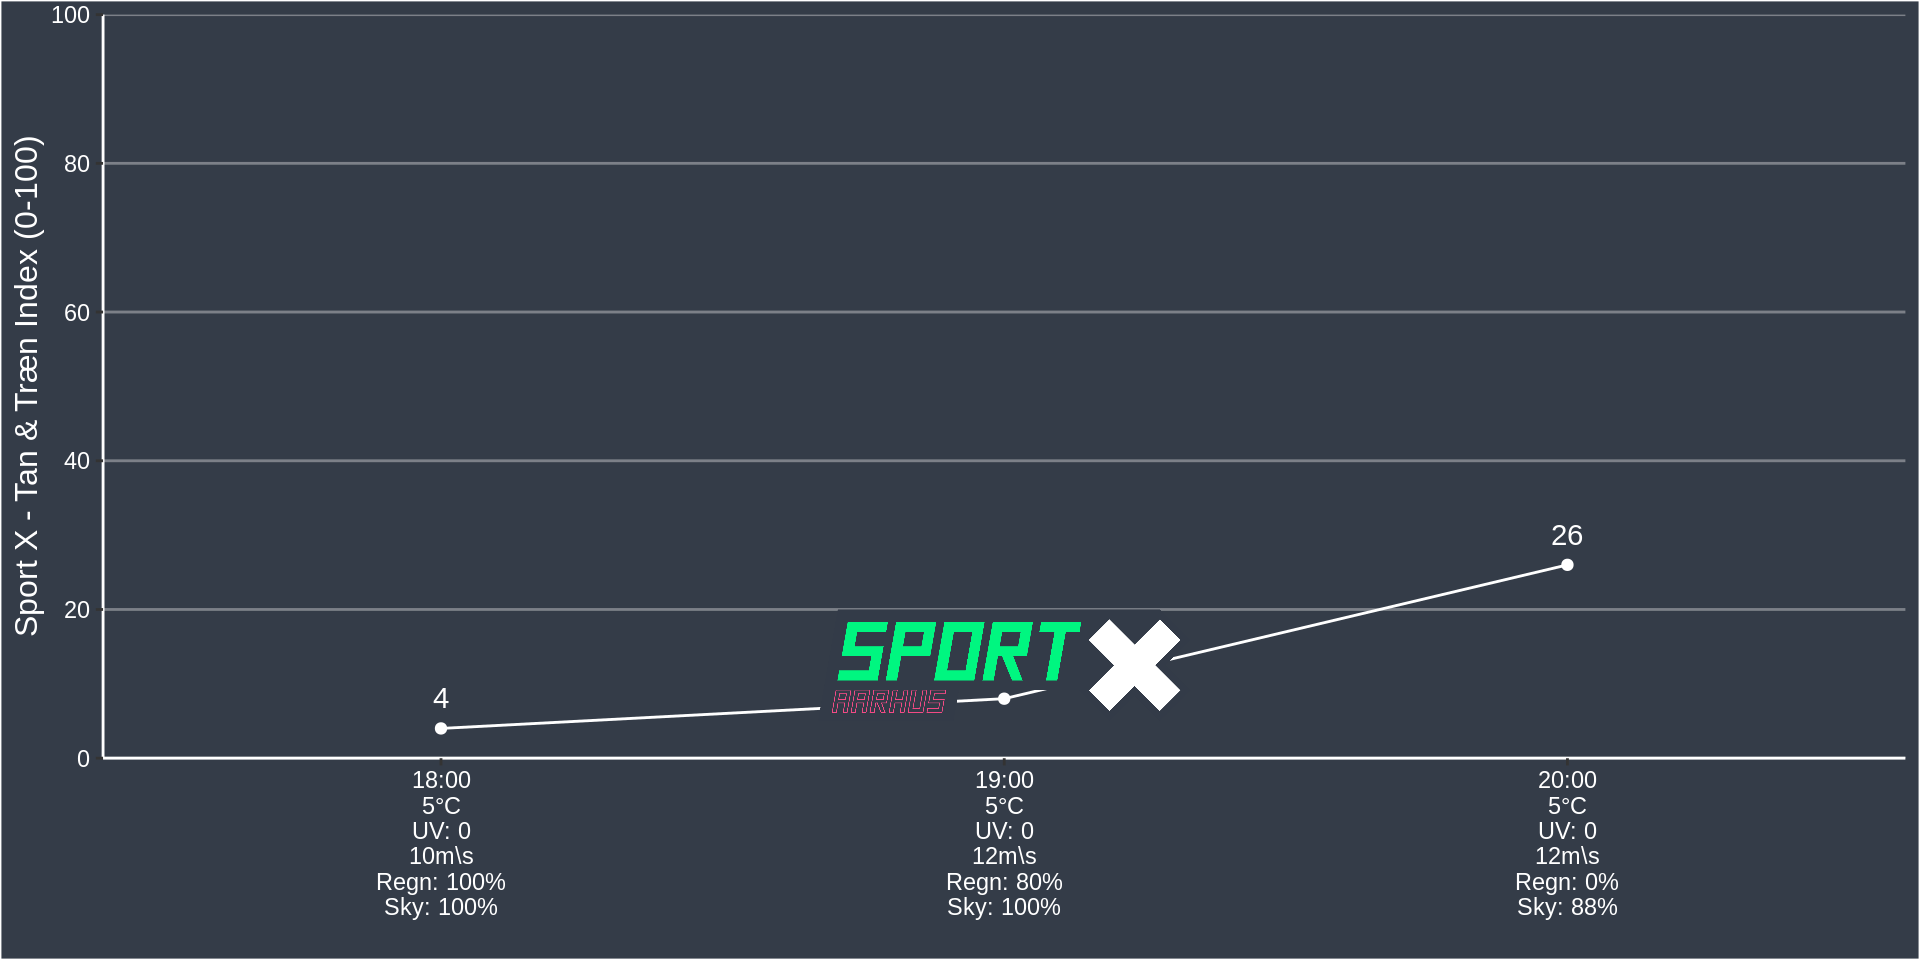 Sport X - Tan & Træn Index (0-100)
100
80
60
40
20
0
4
26
SPORT X
AARHUS
18:00
5°C
UV: 0
10m\s
Regn: 100%
Sky: 100%
19:00
5°C
UV: 0
12m\s
Regn: 80%
Sky: 100%
20:00
5°C
UV: 0
12m\s
Regn: 0%
Sky: 88%